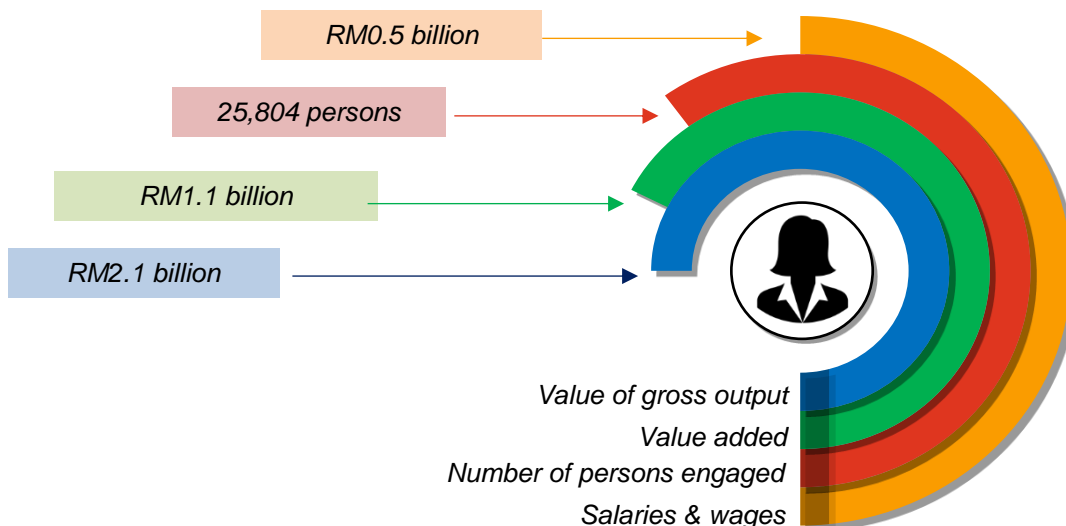 RM0.5 billion
25,804 persons
RM1.1 billion
RM2.1 billion
Value of gross output
Value added
Number of persons engaged
Salaries & wages